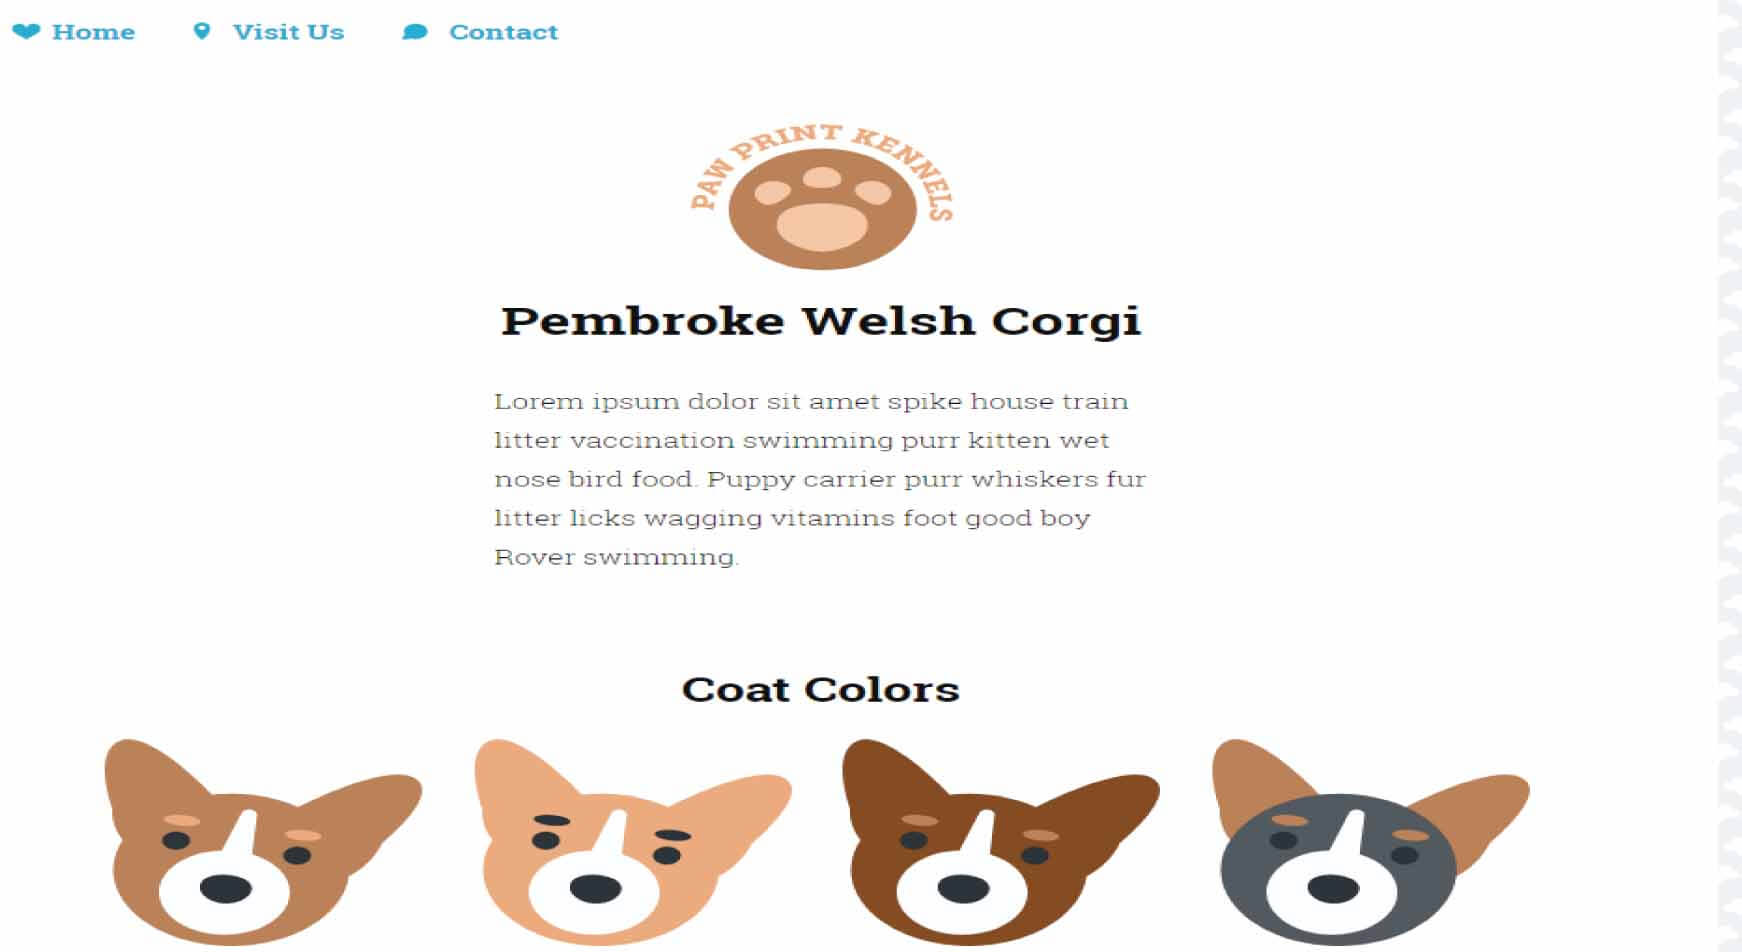 Home
Visit Us
Contact
PAW PRINT KENNELS
Pembroke Welsh Corgi
Lorem ipsum dolor sit amet spike house train
litter vaccination swimming purr kitten wet
nose bird food. Puppy carrier purr whiskers fur
litter licks wagging vitamins foot good boy
Rover swimming.
Coat Colors